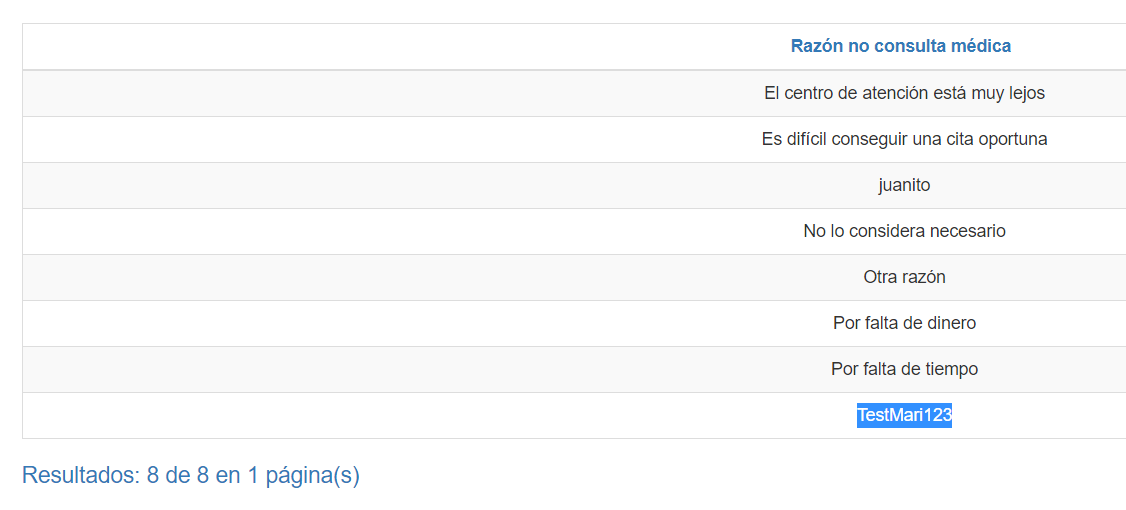 Razón no consulta médica
El centro de atención está muy lejos
Es difícil conseguir una cita oportuna
juanito
No lo considera necesario
Otra razón
Por falta de dinero
Por falta de tiempo
TestMari123
Resultados: 8 de 8 en 1 página(s)